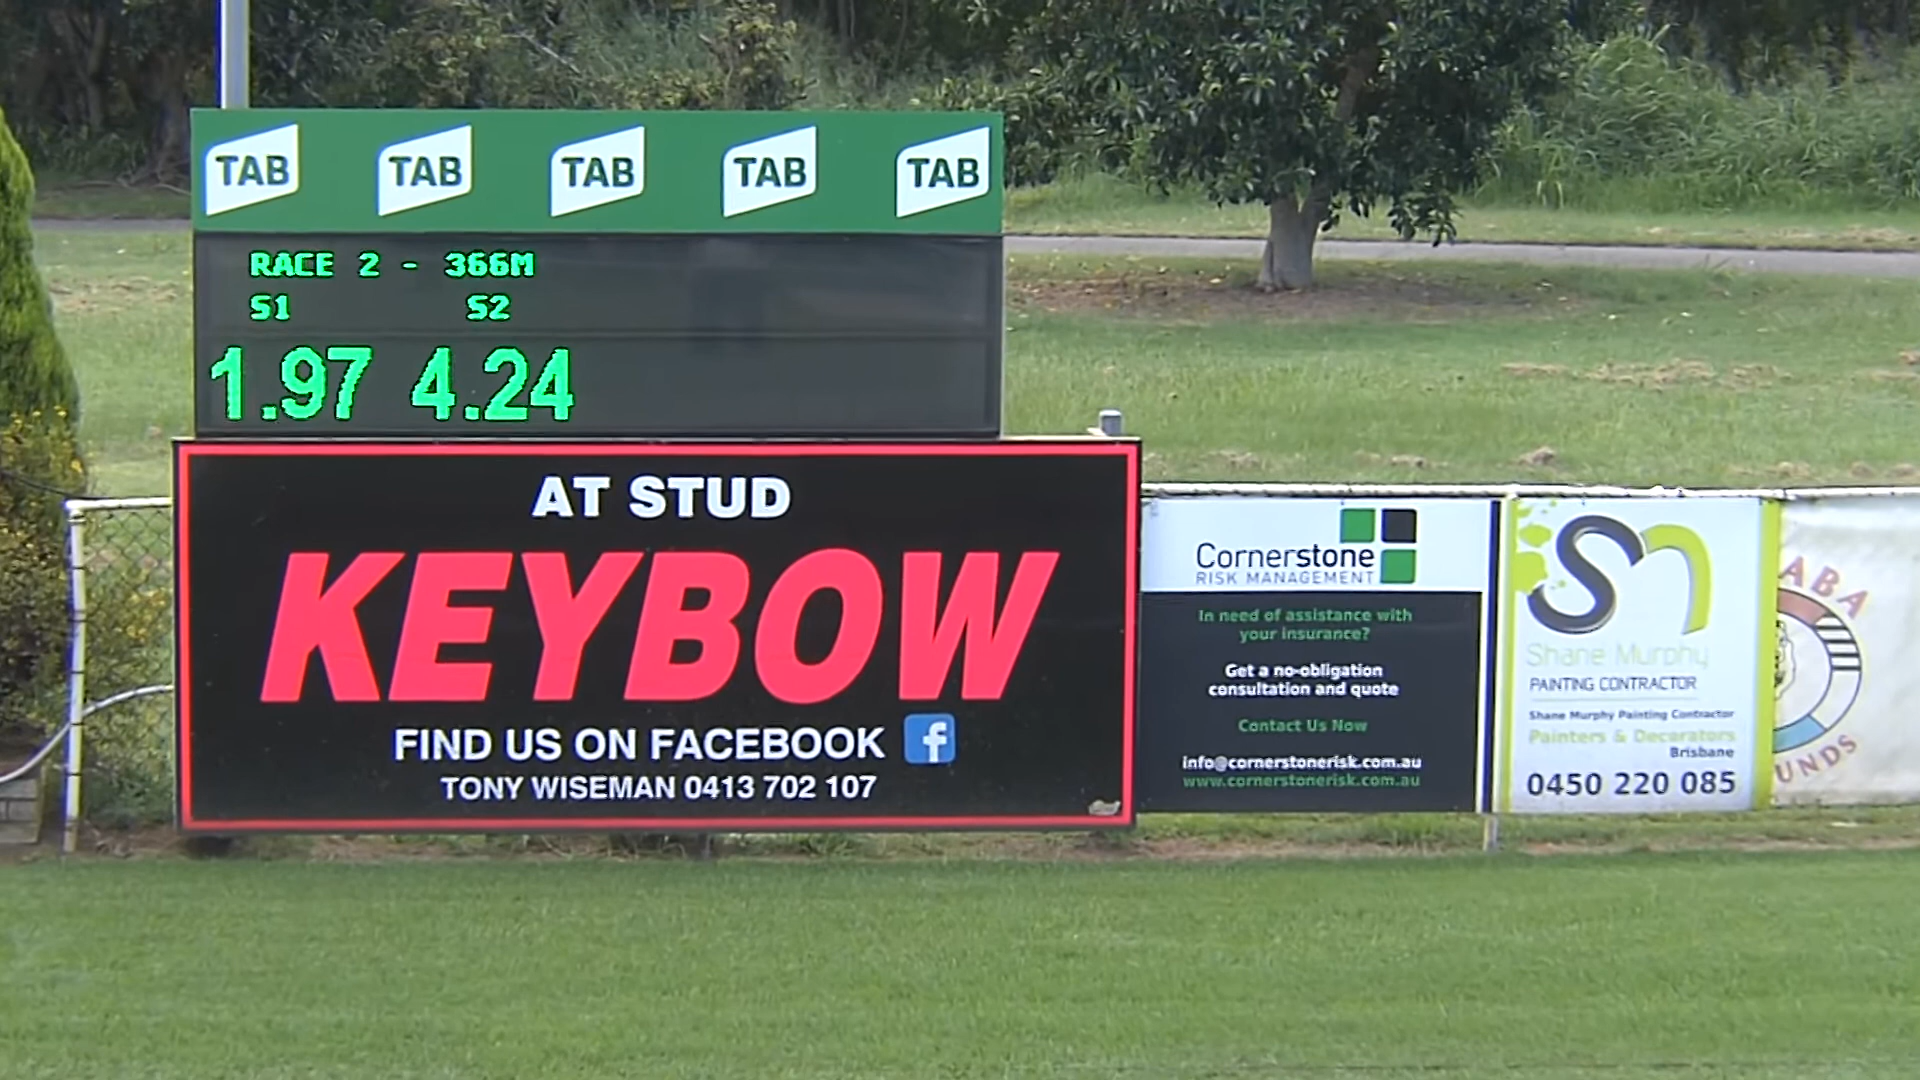 TAB TAB TAB TAB TAB
RACE 2 - 366M
S1 S2
1.97 4.24
AT STUD
KEYBOW
FIND US ON FACEBOOK f
TONY WISEMAN 0413 702 107
Cornerstone
RISK MANAGEMENT
In need of assistance with
your insurance?
Get a no-obligation
consultation and quote
Contact Us Now
info@cornerstonerisk.com.au
www.cornerstonerisk.com.au
sm
Shane Murphy
PAINTING CONTRACTOR
Shane Murphy Painting Contractor
Painters & Decorators
Brisbane
0450 220 085
ABA
UNDS